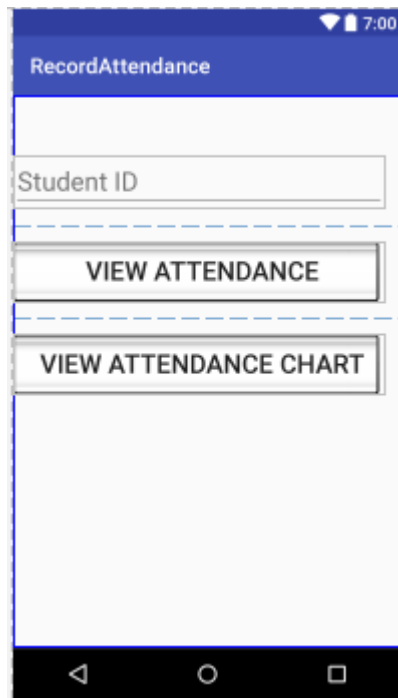 7:00
RecordAttendance
Student ID
VIEW ATTENDANCE
VIEW ATTENDANCE CHART